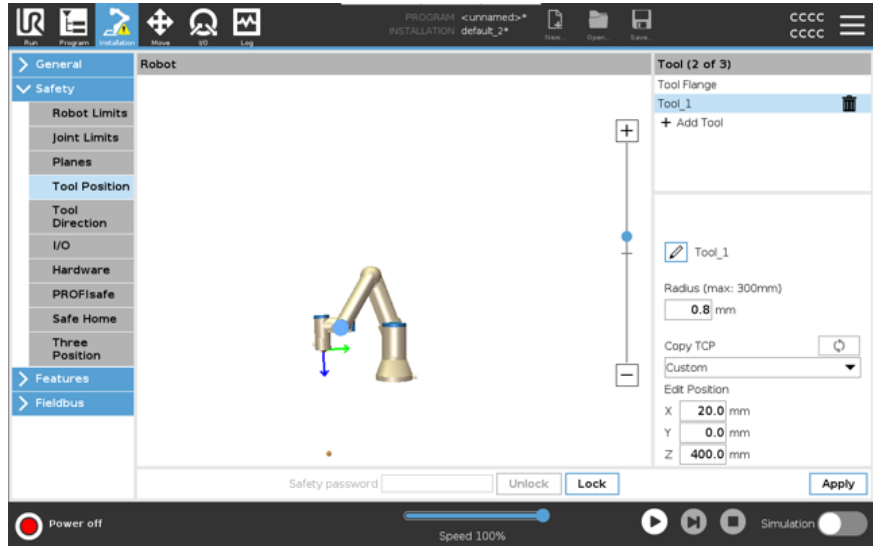 PROGRAM <unnamed>*
INSTALLATION default_2*
cccc
cccc
Run
Program
Installation
Move
I/O
Log
New...
Open...
Save...
General
Safety
Robot Limits
Joint Limits
Planes
Tool Position
Tool
Direction
I/O
Hardware
PROFIsafe
Safe Home
Three
Position
Features
Fieldbus
Robot
Tool (2 of 3)
Tool Flange
Tool_1
+ Add Tool
Tool_1
Radius (max: 300mm)
0.8 mm
Copy TCP
Custom
Edit Position
X 20.0 mm
Y 0.0 mm
Z 400.0 mm
Safety password
Unlock
Lock
Apply
Power off
Speed 100%
Simulation